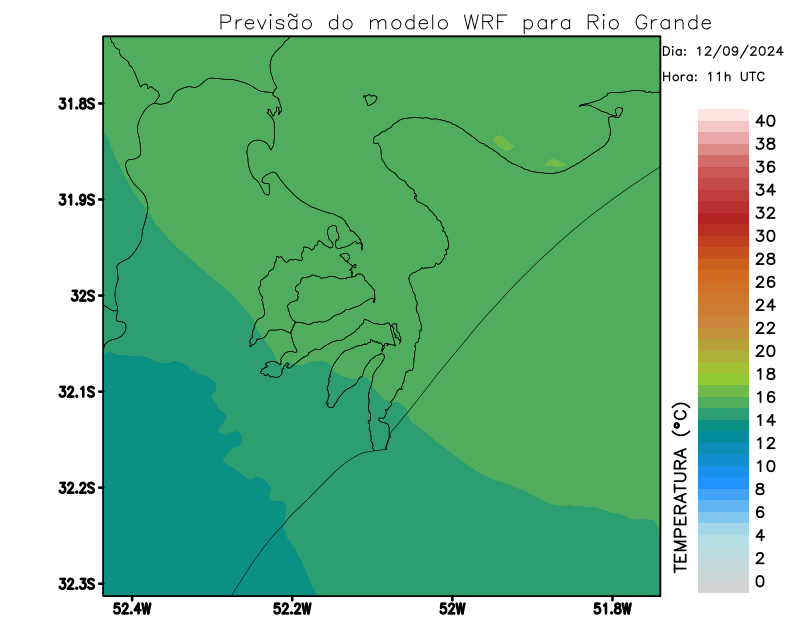 Previsão do modelo WRF para Rio Grande
Dia: 12/09/2024
Hora: 11h UTC
31.8S
31.9S
32S
32.1S
32.2S
32.3S
52.4W
52.2W
52W
51.8W
TEMPERATURA (°C)
40
38
36
34
32
30
28
26
24
22
20
18
16
14
12
10
8
6
4
2
0